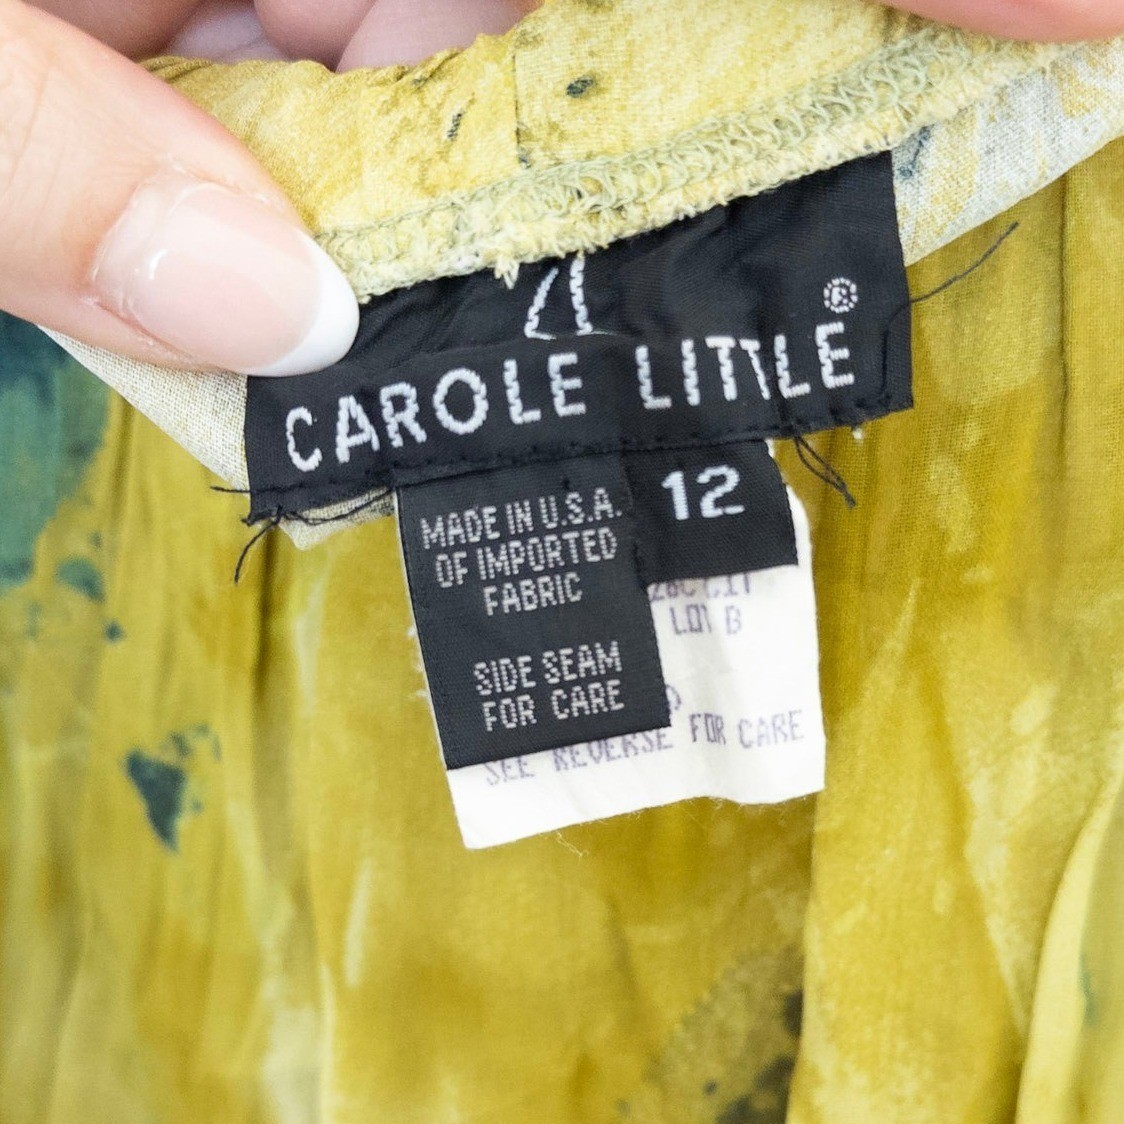 CAROLE LITTLE®
12
MADE IN U.S.A.
OF IMPORTED
FABRIC
SIDE SEAM
FOR CARE
LOT B
SEE REVERSE FOR CARE